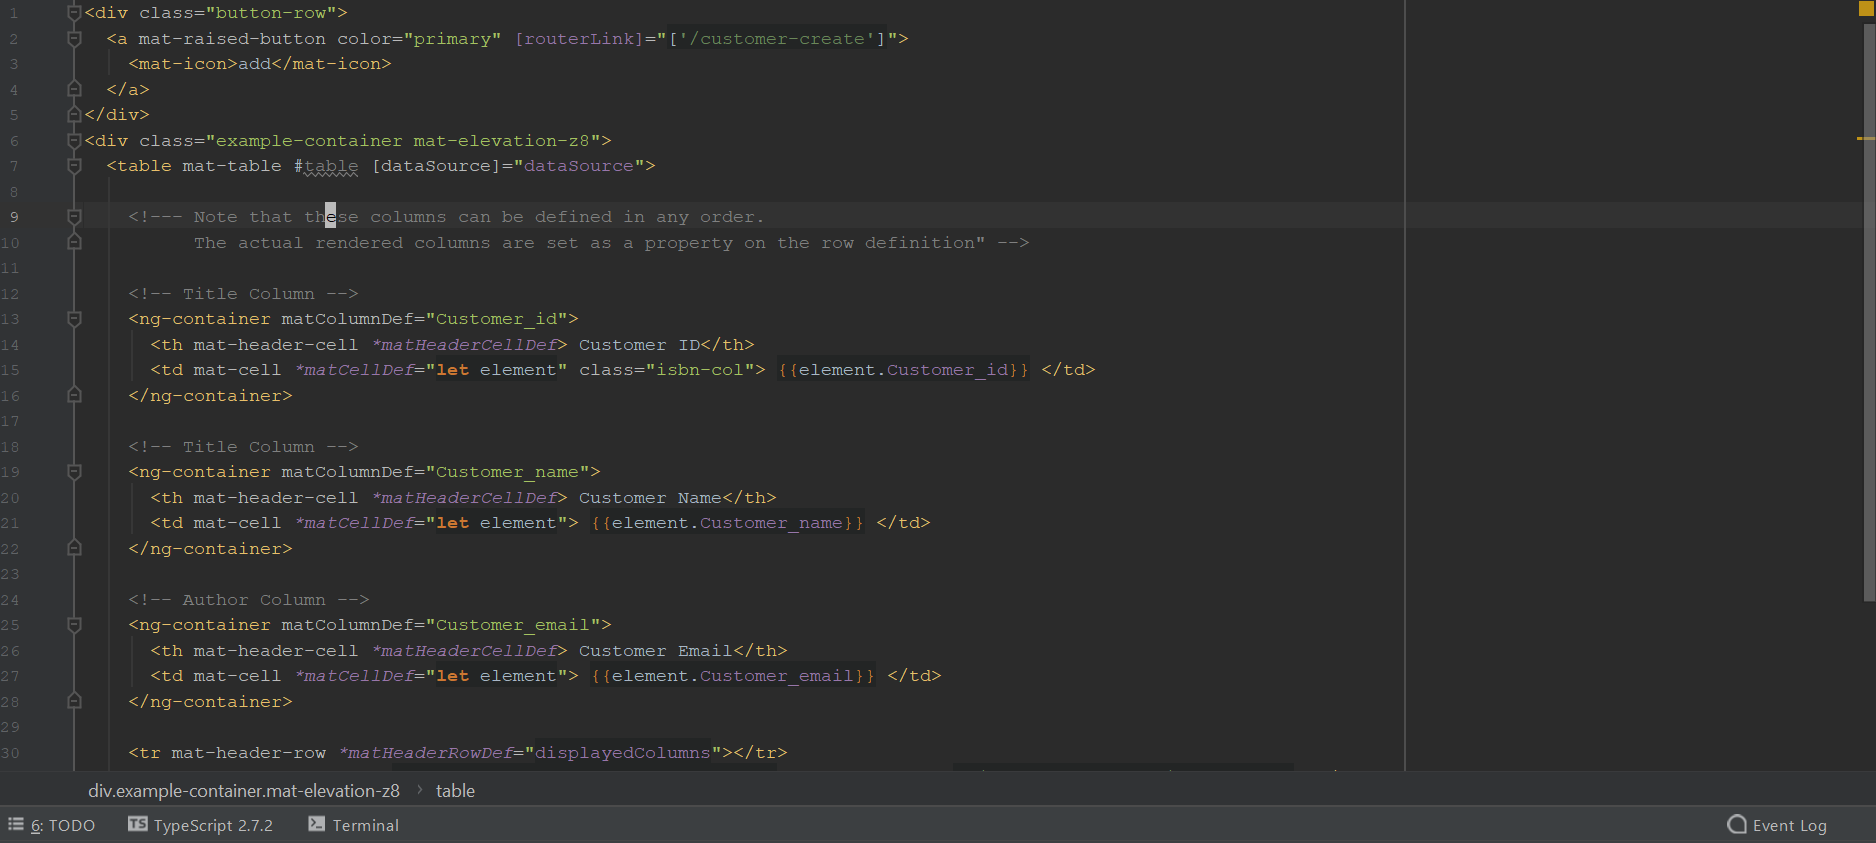 1 <div class="button-row">
2 <a mat-raised-button color="primary" [routerLink]="['/customer-create']">
3 <mat-icon>add</mat-icon>
4 </a>
5 </div>
6 <div class="example-container mat-elevation-z8">
7 <table mat-table #table [dataSource]="dataSource">
8
9 <!--- Note that these columns can be defined in any order.
10 The actual rendered columns are set as a property on the row definition" -->
11
12 <!-- Title Column -->
13 <ng-container matColumnDef="Customer_id">
14 <th mat-header-cell *matHeaderCellDef> Customer ID</th>
15 <td mat-cell *matCellDef="let element" class="isbn-col"> {{element.Customer_id}} </td>
16 </ng-container>
17
18 <!-- Title Column -->
19 <ng-container matColumnDef="Customer_name">
20 <th mat-header-cell *matHeaderCellDef> Customer Name</th>
21 <td mat-cell *matCellDef="let element"> {{element.Customer_name}} </td>
22 </ng-container>
23
24 <!-- Author Column -->
25 <ng-container matColumnDef="Customer_email">
26 <th mat-header-cell *matHeaderCellDef> Customer Email</th>
27 <td mat-cell *matCellDef="let element"> {{element.Customer_email}} </td>
28 </ng-container>
29
30 <tr mat-header-row *matHeaderRowDef="displayedColumns"></tr>
div.example-container.mat-elevation-z8 › table
6: TODO TS TypeScript 2.7.2 Terminal Event Log